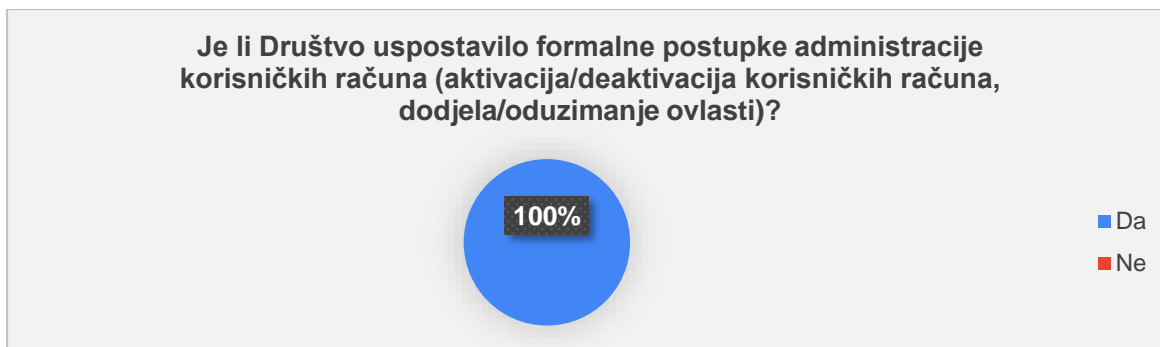 Je li Društvo uspostavilo formalne postupke administracije
korisničkih računa (aktivacija/deaktivacija korisničkih računa,
dodjela/oduzimanje ovlasti)?
100%
Da
Ne